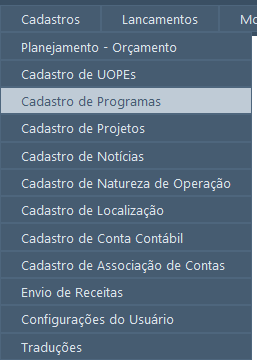 Cadastros Lancamentos Mo
Planejamento - Orçamento
Cadastro de UOPEs
Cadastro de Programas
Cadastro de Projetos
Cadastro de Notícias
Cadastro de Natureza de Operação
Cadastro de Localização
Cadastro de Conta Contábil
Cadastro de Associação de Contas
Envio de Receitas
Configurações do Usuário
Traduções